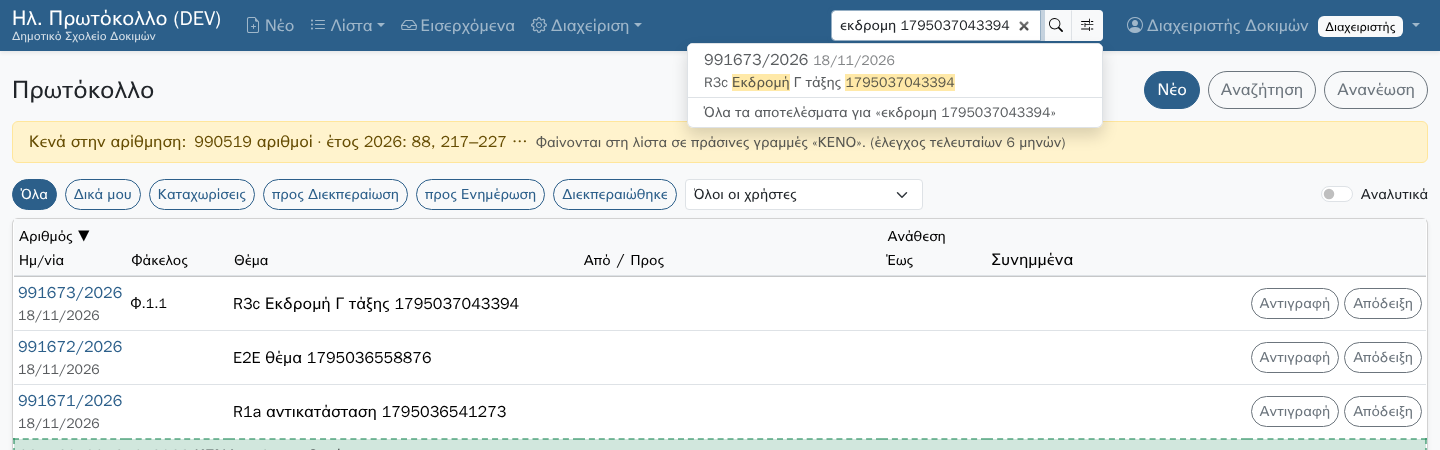 Ηλ. Πρωτόκολλο (DEV)
Δημοτικό Σχολείο Δοκιμών
Νέο Λίστα Εισερχόμενα Διαχείριση
εκδρομη 1795037043394
Διαχειριστής Δοκιμών Διαχειριστής
991673/2026 18/11/2026
R3c Εκδρομή Γ τάξης 1795037043394
Όλα τα αποτελέσματα για «εκδρομη 1795037043394»
Πρωτόκολλο
Νέο Αναζήτηση Ανανέωση
Κενά στην αρίθμηση: 990519 αριθμοί · έτος 2026: 88, 217–227 ··· Φαίνονται στη λίστα σε πράσινες γραμμές «ΚΕΝΟ». (έλεγχος τελευταίων 6 μηνών)
Όλα Δικά μου Καταχωρίσεις προς Διεκπεραίωση προς Ενημέρωση Διεκπεραιώθηκε Όλοι οι χρήστες Αναλυτικά
Αριθμός ▼ Ανάθεση
Ημ/νία Φάκελος Θέμα Από / Προς Έως Συνημμένα
991673/2026
18/11/2026
Φ.1.1 R3c Εκδρομή Γ τάξης 1795037043394 Αντιγραφή Απόδειξη
991672/2026
18/11/2026
E2E θέμα 1795036558876 Αντιγραφή Απόδειξη
991671/2026
18/11/2026
R1a αντικατάσταση 1795036541273 Αντιγραφή Απόδειξη